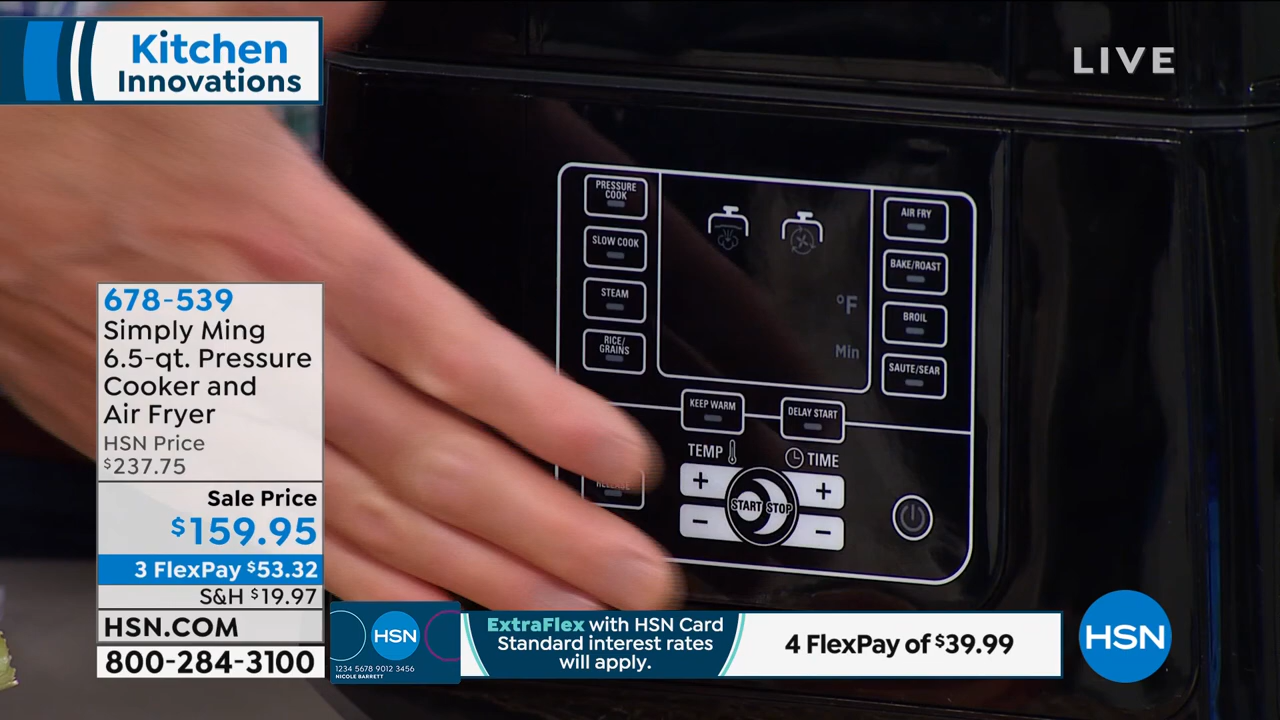 Kitchen
Innovations
LIVE
678-539
Simply Ming
6.5-qt. Pressure
Cooker and
Air Fryer
HSN Price
$237.75
Sale Price
$159.95
3 FlexPay $53.32
S&H $19.97
HSN.COM
800-284-3100
PRESSURE
COOK
SLOW COOK
STEAM
RICE/
GRAINS
°F
Min
AIR FRY
BAKE/ROAST
BROIL
SAUTE/SEAR
KEEP WARM
DELAY START
TEMP
TIME
+
+
START STOP
−
−
RELEASE
HSN
1234 5678 9012 3456
NICOLE BARRETT
ExtraFlex with HSN Card
Standard interest rates
will apply.
4 FlexPay of $39.99
HSN